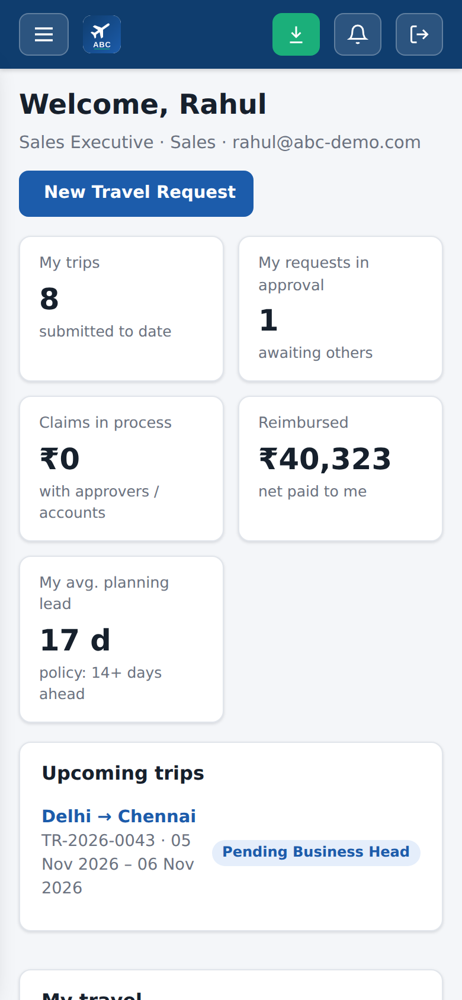 ABC
Welcome, Rahul
Sales Executive · Sales · rahul@abc-demo.com
New Travel Request
My trips
8
submitted to date
My requests in
approval
1
awaiting others
Claims in process
₹0
with approvers /
accounts
Reimbursed
₹40,323
net paid to me
My avg. planning
lead
17 d
policy: 14+ days
ahead
Upcoming trips
Delhi → Chennai
TR-2026-0043 · 05
Nov 2026 – 06 Nov
2026
Pending Business Head
My travel